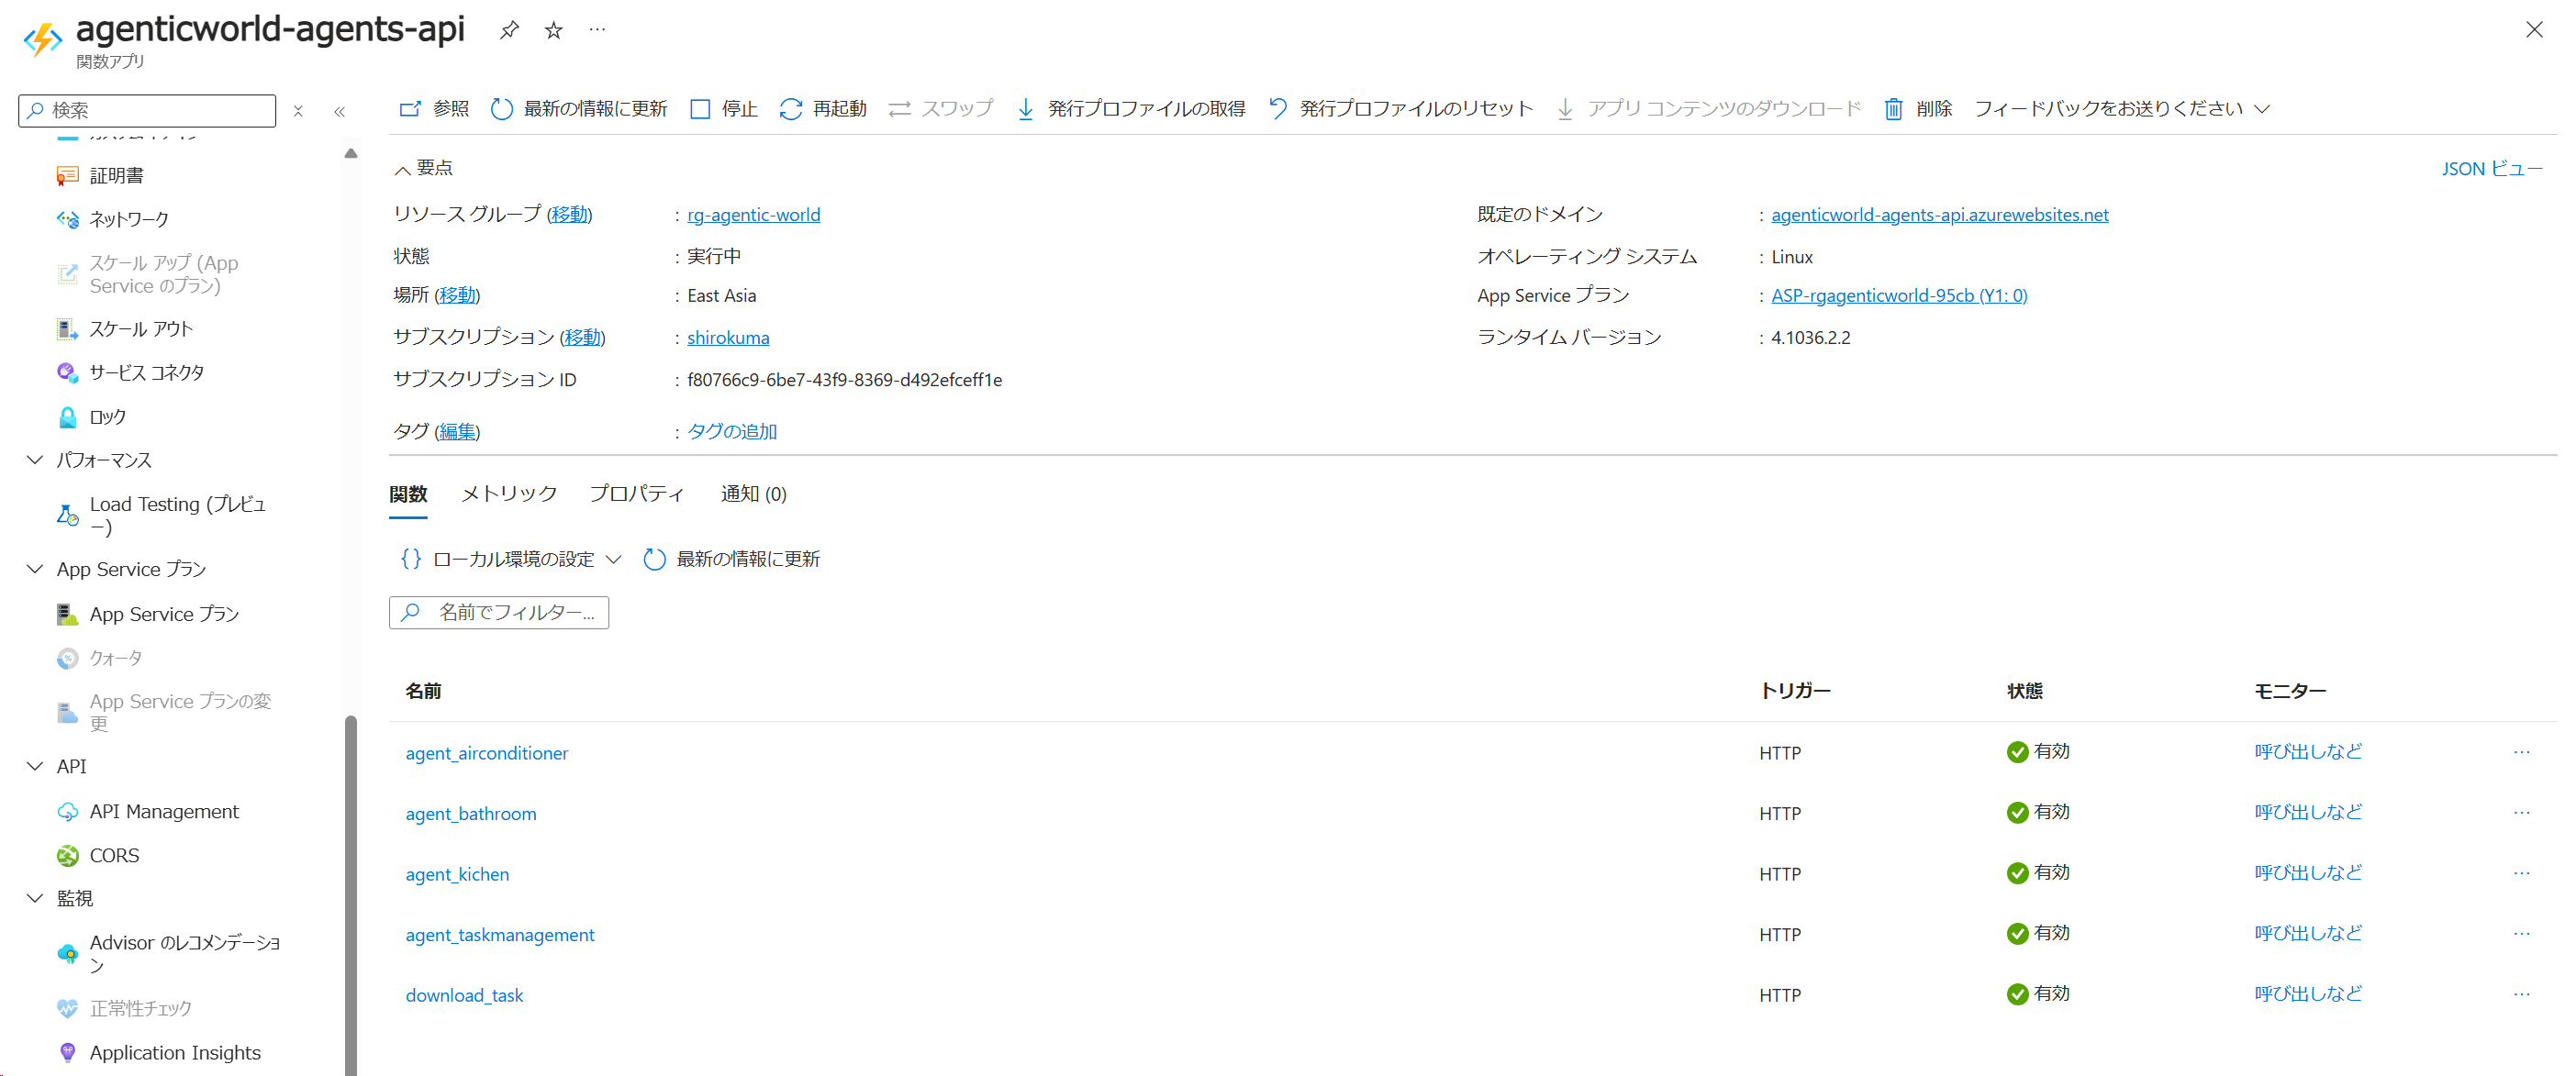 agenticworld-agents-api
関数アプリ
検索
証明書
ネットワーク
スケール アップ (App
Service のプラン)
スケール アウト
サービス コネクタ
ロック
パフォーマンス
Load Testing (プレビュ
ー)
App Service プラン
App Service プラン
クォータ
App Service プランの変
更
API
API Management
CORS
監視
Advisor のレコメンデーショ
ン
正常性チェック
Application Insights
参照 最新の情報に更新 停止 再起動 スワップ 発行プロファイルの取得 発行プロファイルのリセット アプリ コンテンツのダウンロード 削除 フィードバックをお送りください
要点 JSON ビュー
リソース グループ (移動) : rg-agentic-world
状態 : 実行中
場所 (移動) : East Asia
サブスクリプション (移動) : shirokuma
サブスクリプション ID : f80766c9-6be7-43f9-8369-d492efceff1e
タグ (編集) : タグの追加
既定のドメイン : agenticworld-agents-api.azurewebsites.net
オペレーティング システム : Linux
App Service プラン : ASP-rgagenticworld-95cb (Y1: 0)
ランタイム バージョン : 4.1036.2.2
関数 メトリック プロパティ 通知 (0)
{} ローカル環境の設定 最新の情報に更新
名前でフィルター...
名前 トリガー 状態 モニター
agent_airconditioner HTTP 有効 呼び出しなど ...
agent_bathroom HTTP 有効 呼び出しなど ...
agent_kichen HTTP 有効 呼び出しなど ...
agent_taskmanagement HTTP 有効 呼び出しなど ...
download_task HTTP 有効 呼び出しなど ...